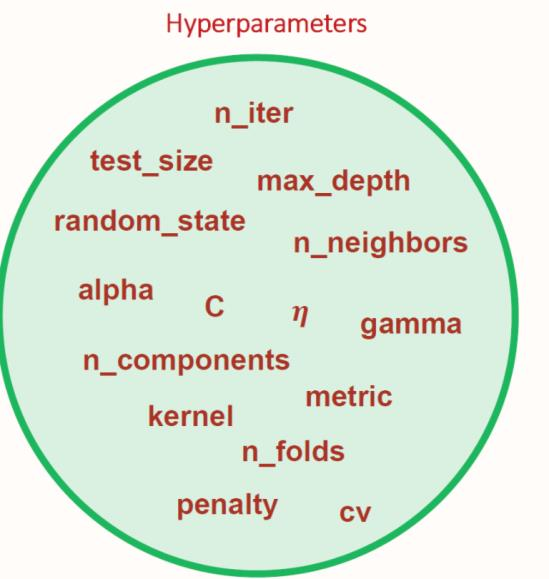 Hyperparameters
n_iter
test_size
max_depth
random_state
n_neighbors
alpha
C
η
gamma
n_components
metric
kernel
n_folds
penalty
cv